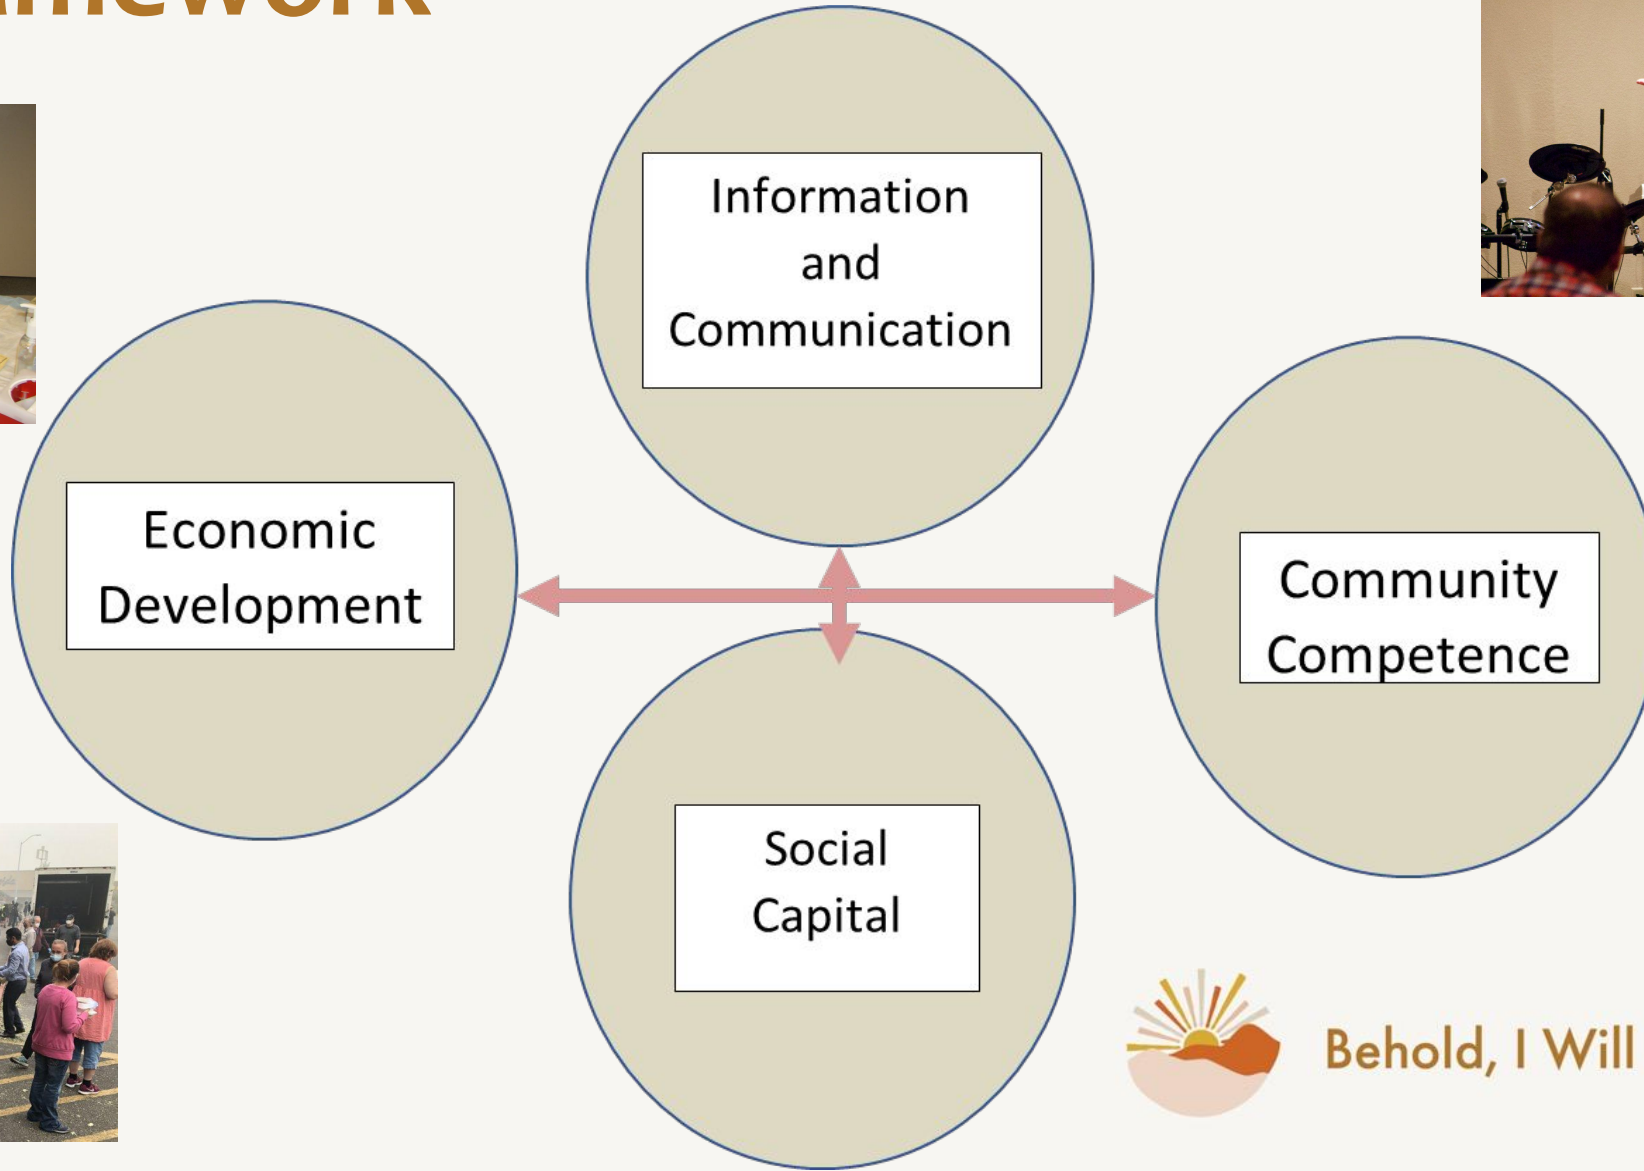 Information
and
Communication
Economic
Development
Community
Competence
Social
Capital
Behold, I Will